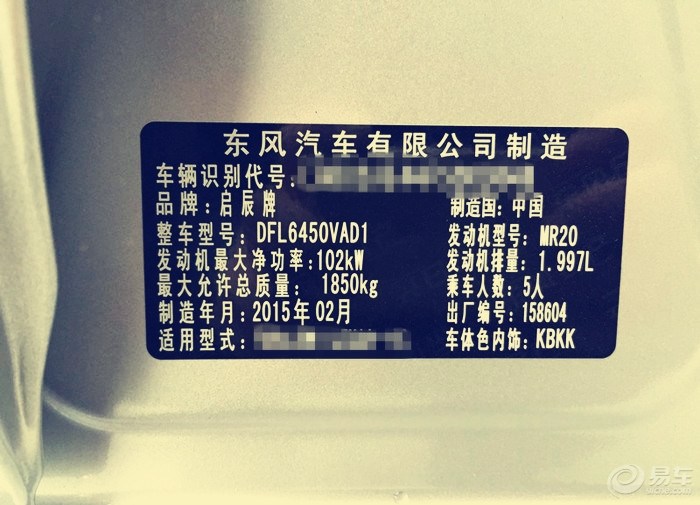 东风汽车有限公司制造
车辆识别代号:
品牌:启辰牌 制造国:中国
整车型号:DFL6450VAD1 发动机型号:MR20
发动机最大净功率:102kW 发动机排量:1.997L
最大允许总质量: 1850kg 乘车人数:5人
制造年月:2015年02月 出厂编号:158604
适用型式: 车体色内饰:KBKK
易车